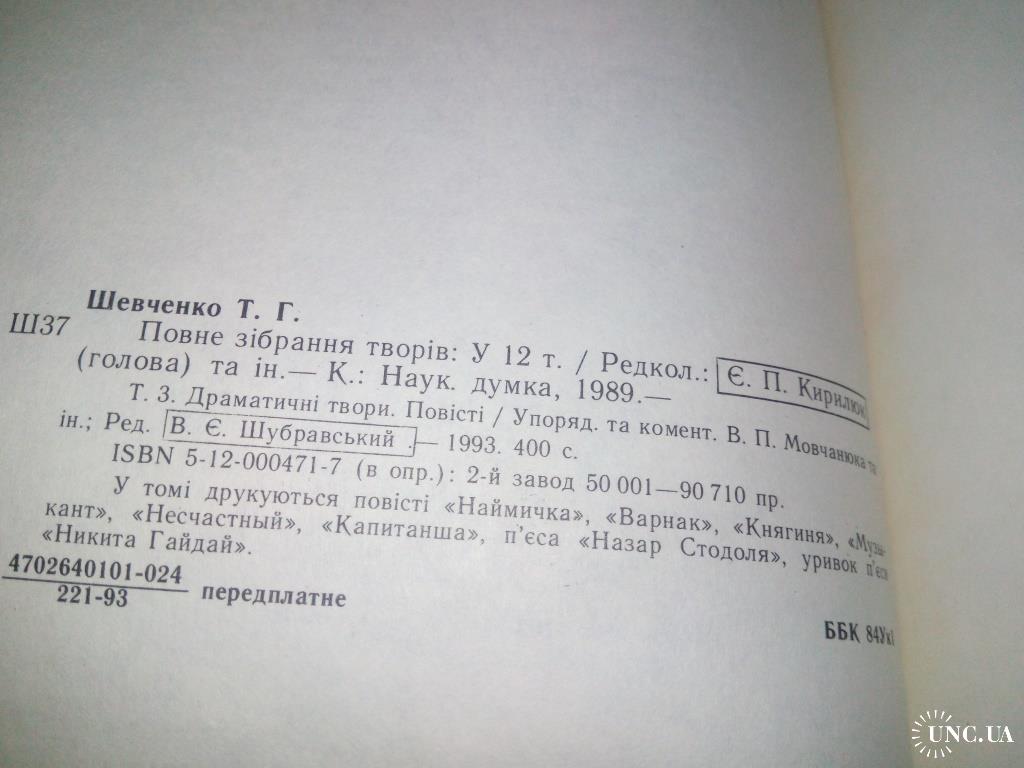 Шевченко Т. Г.
Ш37 Повне зібрання творів: У 12 т. / Редкол.: Є. П. Кирилюк
(голова) та ін.— К.: Наук. думка, 1989.—
Т. 3. Драматичні твори. Повісті / Упоряд. та комент. В. П. Мовчанюка та
ін.; Ред. В. Є. Шубравський .— 1993. 400 с.
ISBN 5-12-000471-7 (в опр.): 2-й завод 50 001—90 710 пр.
У томі друкуються повісті «Наймичка», «Варнак», «Княгиня», «Музы-
кант», «Несчастный», «Капитанша», п'єса «Назар Стодоля», уривок п'єси
«Никита Гайдай».
4702640101-024
221-93
передплатне
ББК 84Укі
UNC.UA